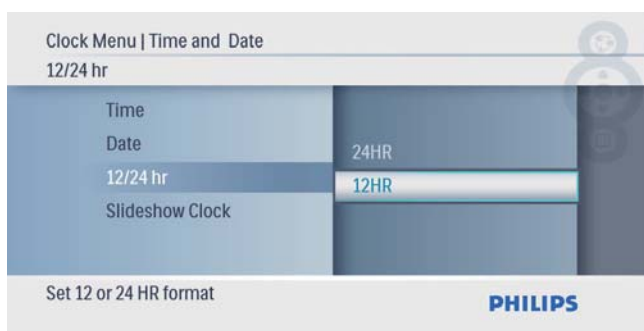 Clock Menu | Time and Date
12/24 hr
Time
Date
12/24 hr
Slideshow Clock
24HR
12HR
Set 12 or 24 HR format
PHILIPS